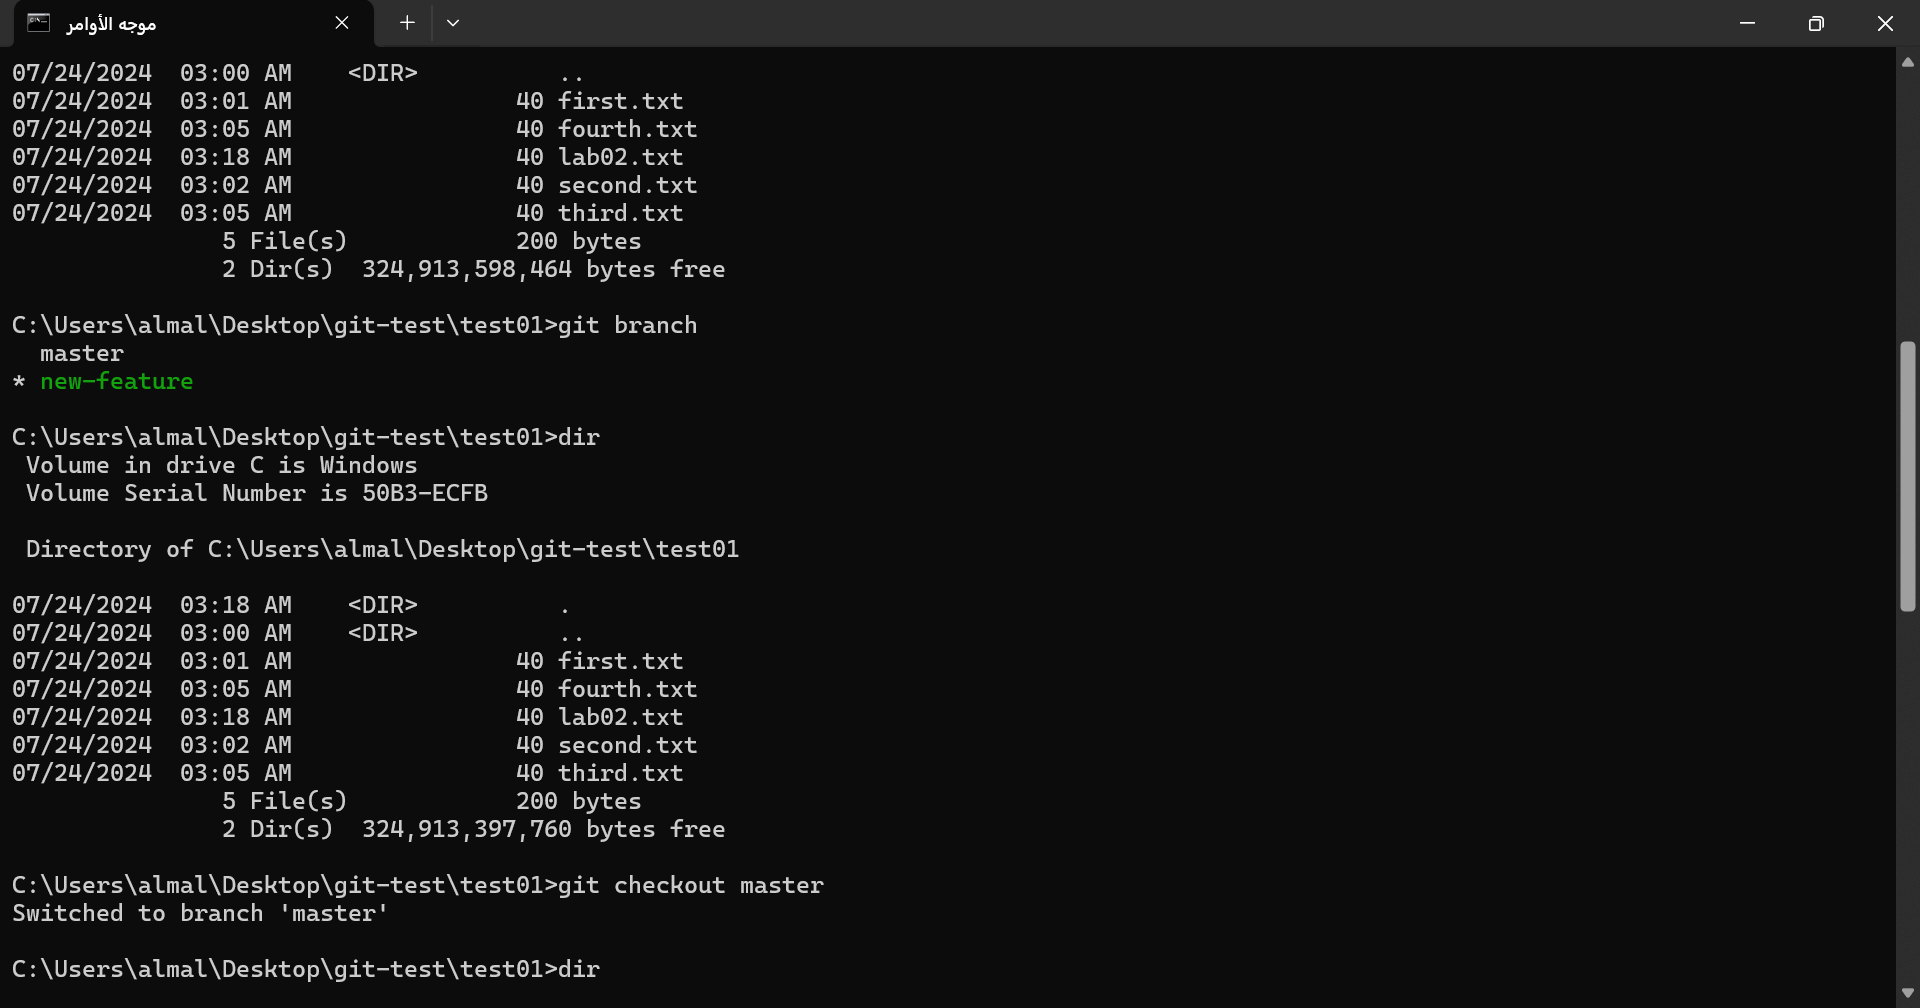 موجه الأوامر
07/24/2024  03:00 AM    <DIR>          ..
07/24/2024  03:01 AM                40 first.txt
07/24/2024  03:05 AM                40 fourth.txt
07/24/2024  03:18 AM                40 lab02.txt
07/24/2024  03:02 AM                40 second.txt
07/24/2024  03:05 AM                40 third.txt
               5 File(s)            200 bytes
               2 Dir(s)  324,913,598,464 bytes free
C:\Users\almal\Desktop\git-test\test01>git branch
  master
* new-feature
C:\Users\almal\Desktop\git-test\test01>dir
 Volume in drive C is Windows
 Volume Serial Number is 50B3-ECFB
 Directory of C:\Users\almal\Desktop\git-test\test01
07/24/2024  03:18 AM    <DIR>          .
07/24/2024  03:00 AM    <DIR>          ..
07/24/2024  03:01 AM                40 first.txt
07/24/2024  03:05 AM                40 fourth.txt
07/24/2024  03:18 AM                40 lab02.txt
07/24/2024  03:02 AM                40 second.txt
07/24/2024  03:05 AM                40 third.txt
               5 File(s)            200 bytes
               2 Dir(s)  324,913,397,760 bytes free
C:\Users\almal\Desktop\git-test\test01>git checkout master
Switched to branch 'master'
C:\Users\almal\Desktop\git-test\test01>dir